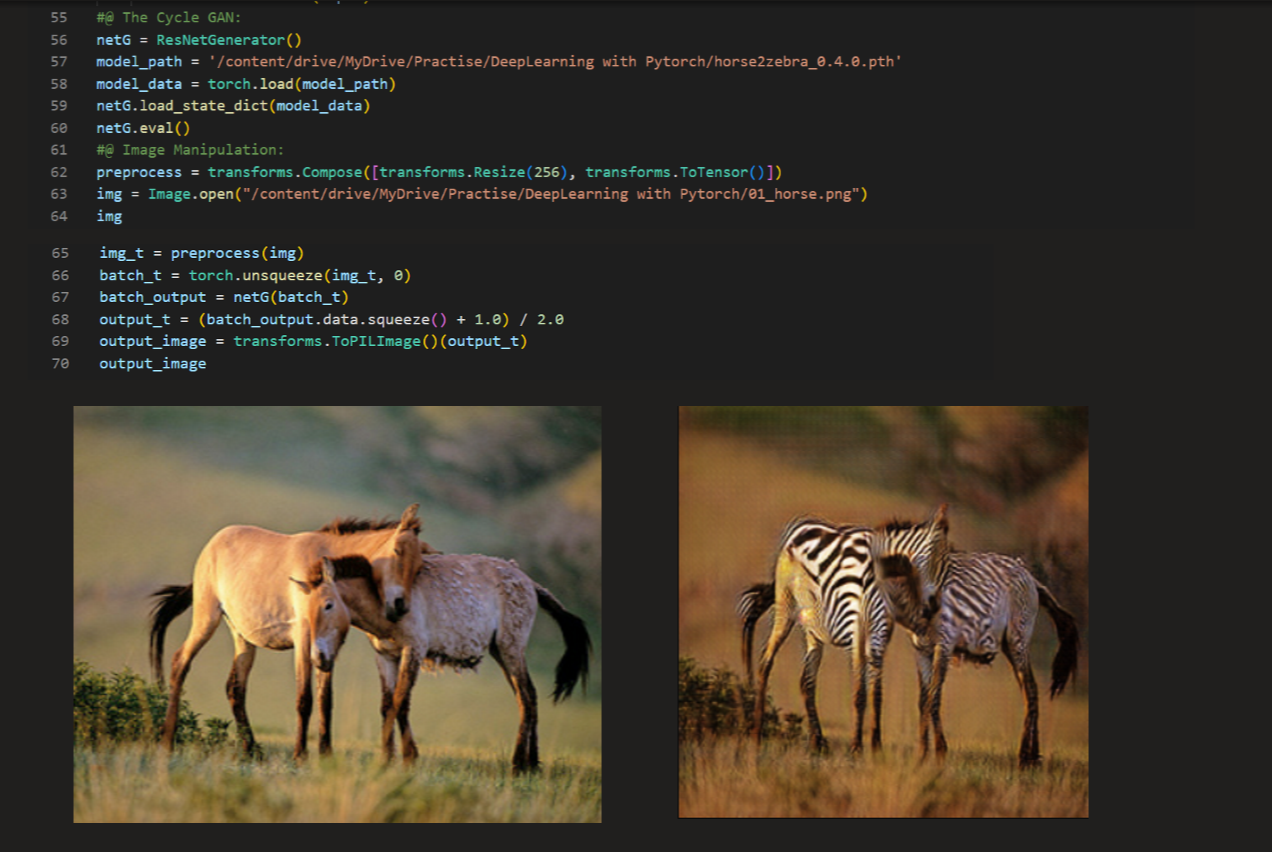 55 #@ The Cycle GAN:
56 netG = ResNetGenerator()
57 model_path = '/content/drive/MyDrive/Practise/DeepLearning with Pytorch/horse2zebra_0.4.0.pth'
58 model_data = torch.load(model_path)
59 netG.load_state_dict(model_data)
60 netG.eval()
61 #@ Image Manipulation:
62 preprocess = transforms.Compose([transforms.Resize(256), transforms.ToTensor()])
63 img = Image.open("/content/drive/MyDrive/Practise/DeepLearning with Pytorch/01_horse.png")
64 img
65 img_t = preprocess(img)
66 batch_t = torch.unsqueeze(img_t, 0)
67 batch_output = netG(batch_t)
68 output_t = (batch_output.data.squeeze() + 1.0) / 2.0
69 output_image = transforms.ToPILImage()(output_t)
70 output_image